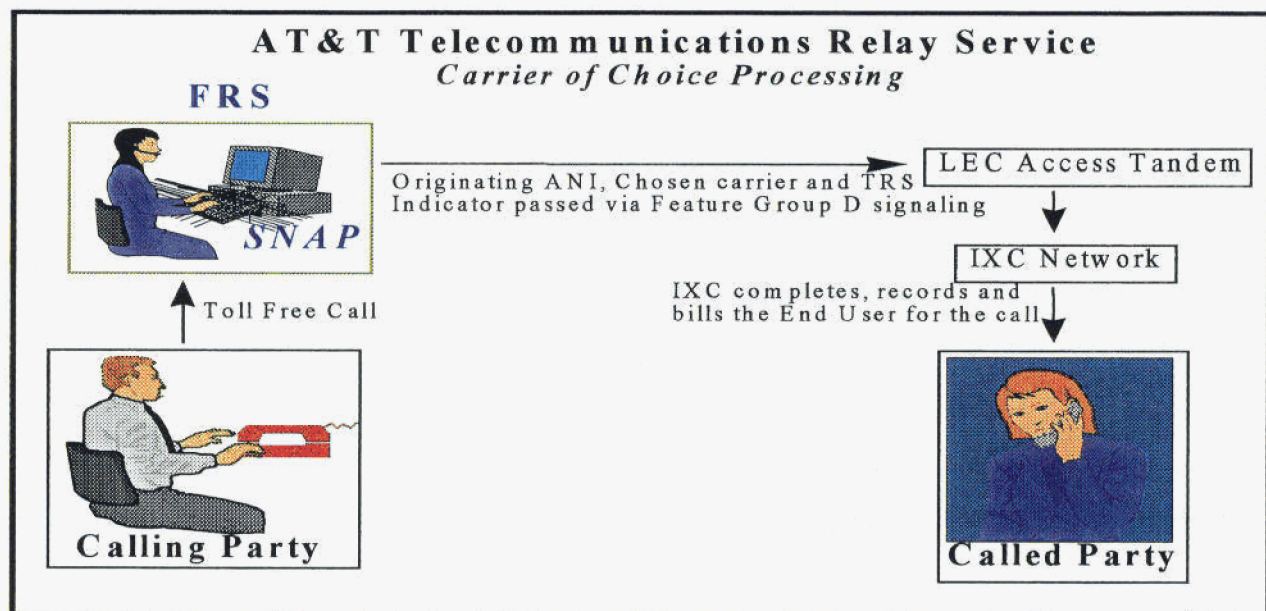 AT&T Telecommunications Relay Service
Carrier of Choice Processing
FRS
SNAP
Originating ANI, Chosen carrier and TRS
Indicator passed via Feature Group D signaling
LEC Access Tandem
IXC Network
IXC completes, records and
bills the End User for the call
Toll Free Call
Calling Party
Called Party